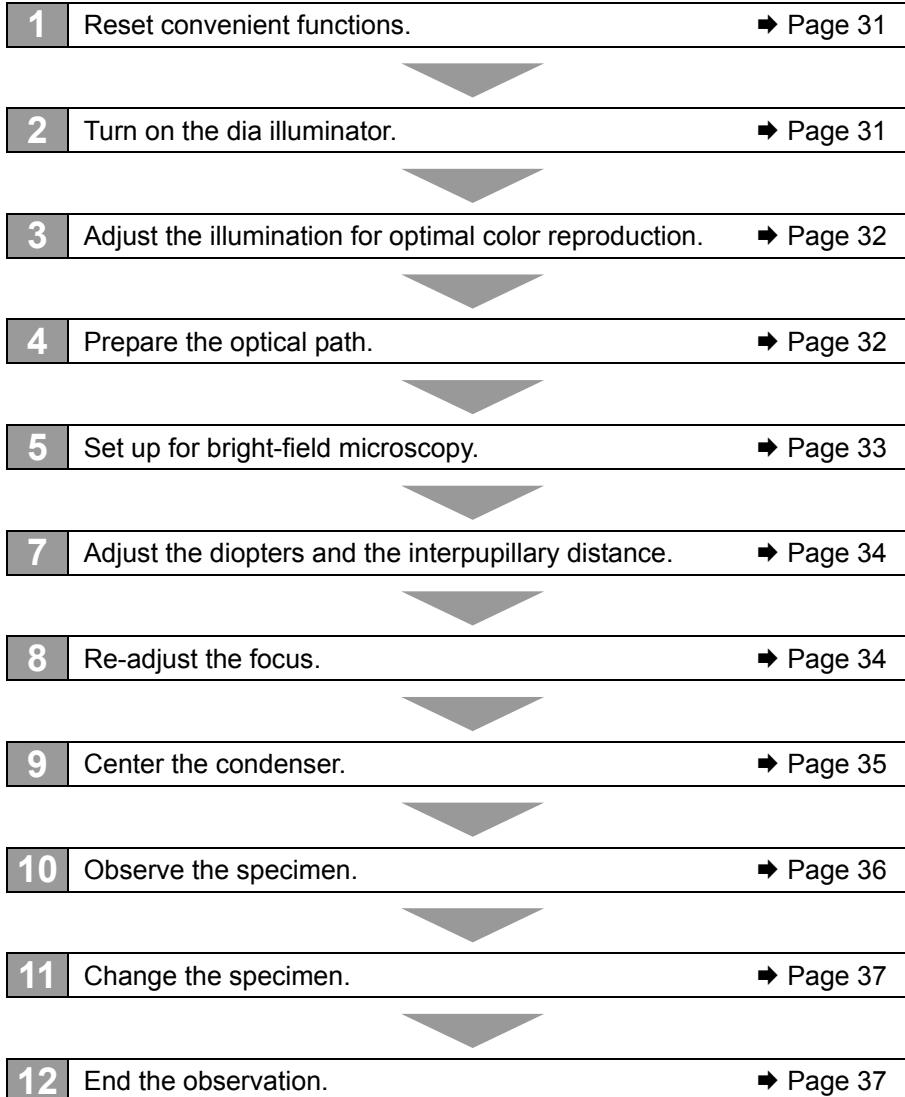 1 Reset convenient functions. ➡ Page 31
2 Turn on the dia illuminator. ➡ Page 31
3 Adjust the illumination for optimal color reproduction. ➡ Page 32
4 Prepare the optical path. ➡ Page 32
5 Set up for bright-field microscopy. ➡ Page 33
7 Adjust the diopters and the interpupillary distance. ➡ Page 34
8 Re-adjust the focus. ➡ Page 34
9 Center the condenser. ➡ Page 35
10 Observe the specimen. ➡ Page 36
11 Change the specimen. ➡ Page 37
12 End the observation. ➡ Page 37